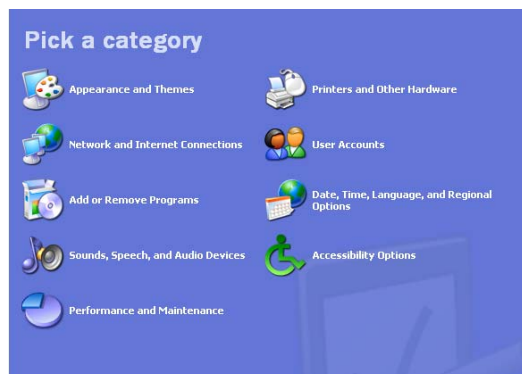 Pick a category
Appearance and Themes
Printers and Other Hardware
Network and Internet Connections
User Accounts
Add or Remove Programs
Date, Time, Language, and Regional
Options
Sounds, Speech, and Audio Devices
Accessibility Options
Performance and Maintenance